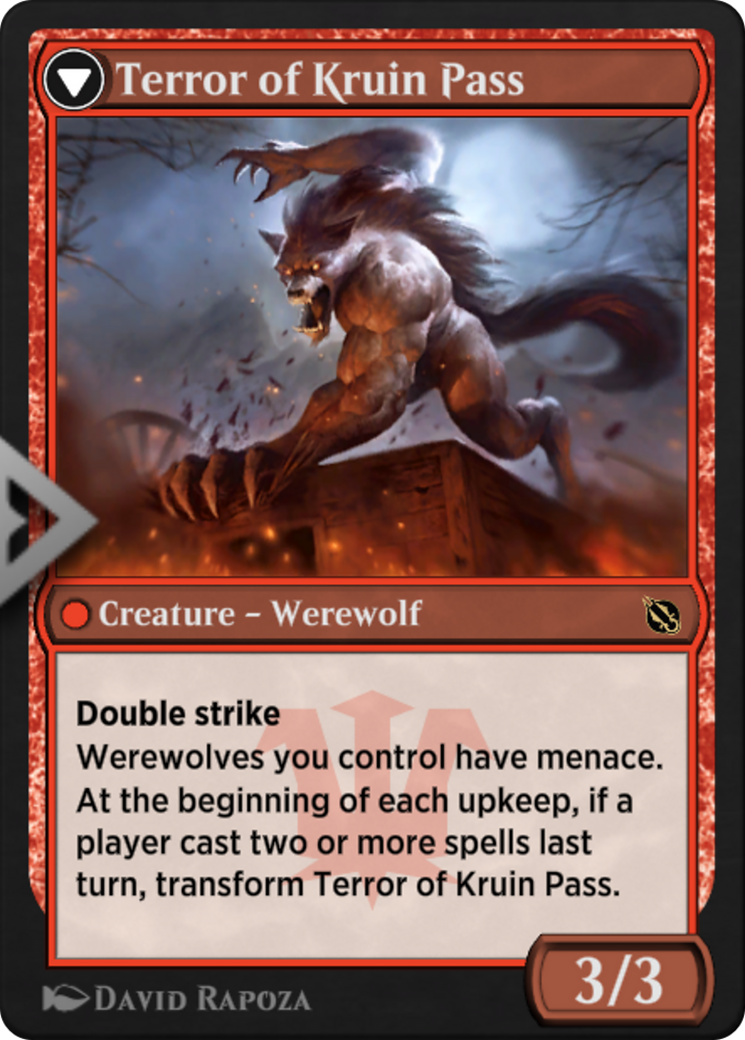 Terror of Kruin Pass
Creature – Werewolf
Double strike
Werewolves you control have menace.
At the beginning of each upkeep, if a
player cast two or more spells last
turn, transform Terror of Kruin Pass.
3/3
David Rapoza